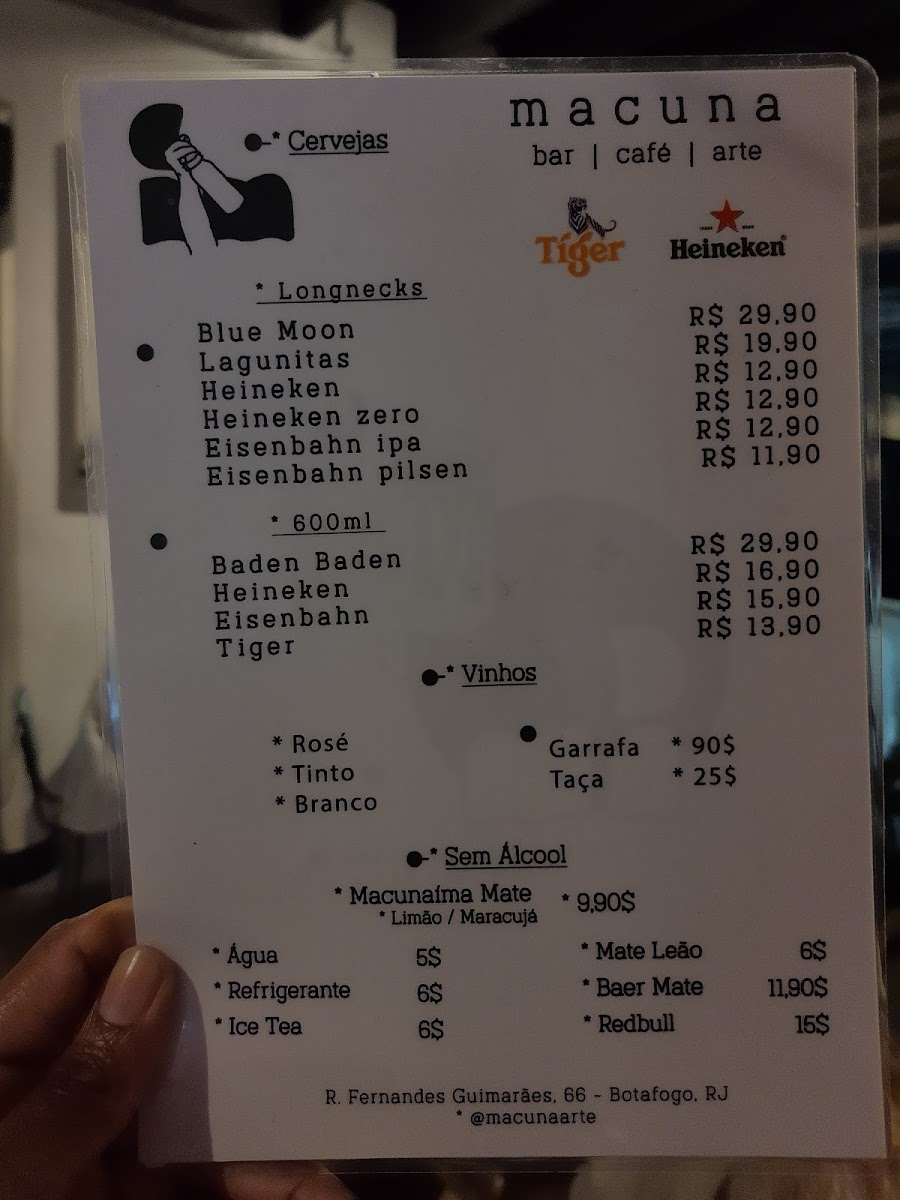 macuna
bar | café | arte
* Cervejas
Tiger
Heineken
* Longnecks
Blue Moon R$ 29,90
Lagunitas R$ 19,90
Heineken R$ 12,90
Heineken zero R$ 12,90
Eisenbahn ipa R$ 12,90
Eisenbahn pilsen R$ 11,90
* 600ml
Baden Baden R$ 29,90
Heineken R$ 16,90
Eisenbahn R$ 15,90
Tiger R$ 13,90
* Vinhos
* Rosé
* Tinto
* Branco
Garrafa * 90$
Taça * 25$
* Sem Álcool
* Macunaíma Mate * 9,90$
* Limão / Maracujá
* Água 5$
* Refrigerante 6$
* Ice Tea 6$
* Mate Leão 6$
* Baer Mate 11,90$
* Redbull 15$
R. Fernandes Guimarães, 66 - Botafogo, RJ
* @macunaarte